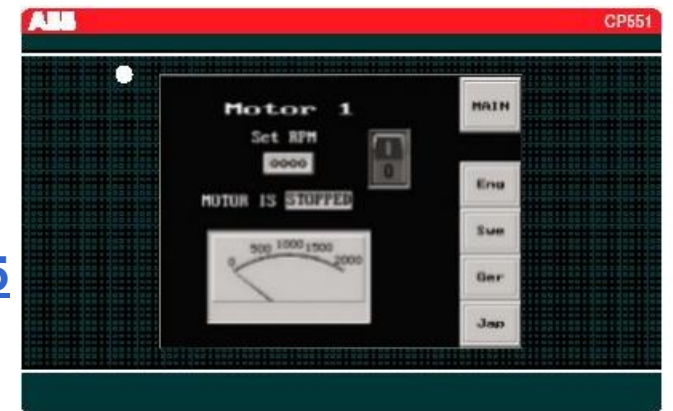 ABB CP551
Motor 1
MAIN
Set RPM
0000
I
0
Eng
MOTOR IS STOPPED
Swe
0 500 1000 1500 2000
Ger
5
Jap